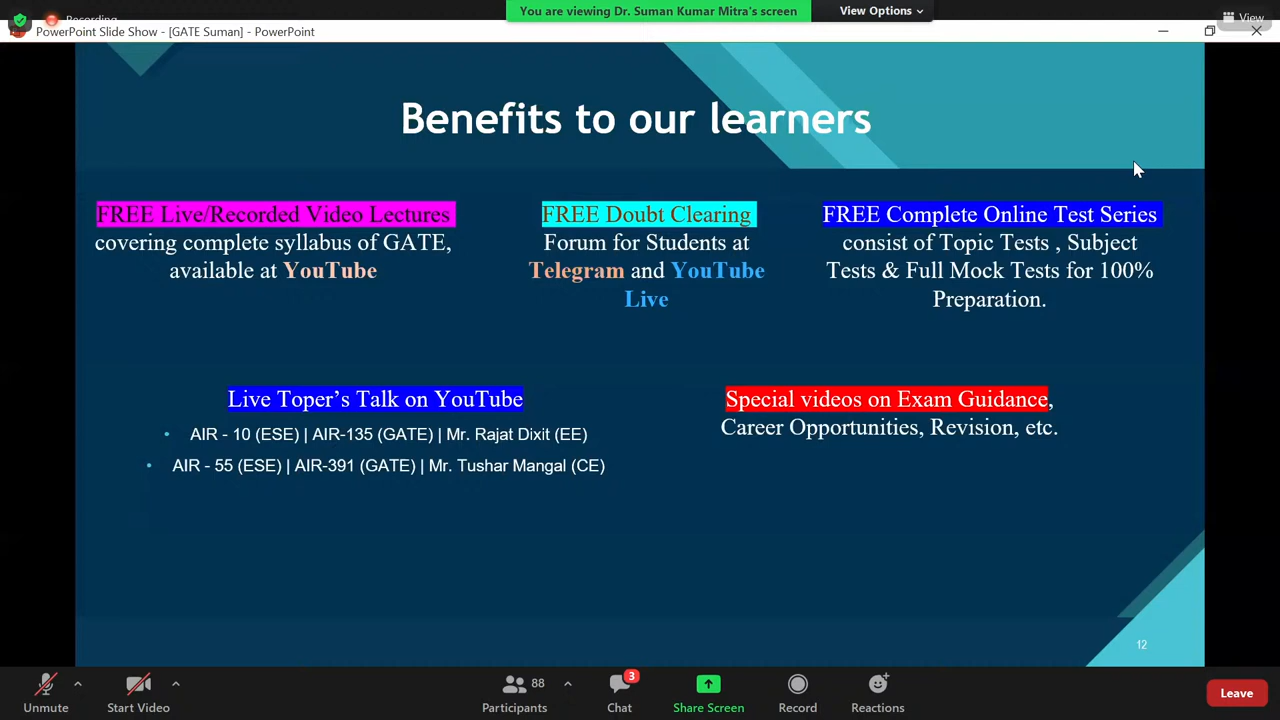 Recording
You are viewing Dr. Suman Kumar Mitra's screen
View Options
View
PowerPoint Slide Show - [GATE Suman] - PowerPoint
Benefits to our learners
FREE Live/Recorded Video Lectures
covering complete syllabus of GATE,
available at YouTube
FREE Doubt Clearing
Forum for Students at
Telegram and YouTube
Live
FREE Complete Online Test Series
consist of Topic Tests , Subject
Tests & Full Mock Tests for 100%
Preparation.
Live Toper’s Talk on YouTube
• AIR - 10 (ESE) | AIR-135 (GATE) | Mr. Rajat Dixit (EE)
• AIR - 55 (ESE) | AIR-391 (GATE) | Mr. Tushar Mangal (CE)
Special videos on Exam Guidance,
Career Opportunities, Revision, etc.
12
Unmute
Start Video
88
Participants
3
Chat
Share Screen
Record
Reactions
Leave